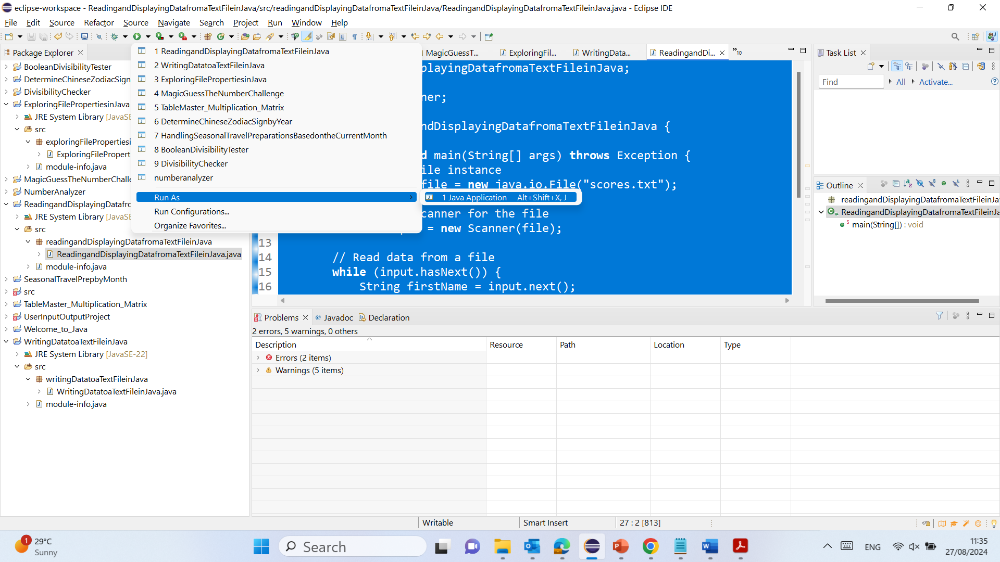 eclipse-workspace - ReadingandDisplayingDatafromaTextFileinJava/src/readingandDisplayingDatafromaTextFileinJava/ReadingandDisplayingDatafromaTextFileinJava.java - Eclipse IDE
File Edit Source Refactor Source Navigate Search Project Run Window Help
Package Explorer
BooleanDivisibilityTester
DetermineChineseZodiacSign
DivisibilityChecker
ExploringFilePropertiesinJava
JRE System Library [JavaSE
src
exploringFilePropertiesi
ExploringFilePropert
module-info.java
MagicGuessTheNumberChalle
NumberAnalyzer
ReadingandDisplayingDatafro
JRE System Library [JavaSE
src
readingandDisplayingDatafromaTextFileinJava
ReadingandDisplayingDatafromaTextFileinJava.java
module-info.java
SeasonalTravelPrepbyMonth
src
TableMaster_Multiplication_Matrix
UserInputOutputProject
Welcome_to_Java
WritingDatatoaTextFileinJava
JRE System Library [JavaSE-22]
src
writingDatatoaTextFileinJava
WritingDatatoaTextFileinJava.java
module-info.java
1 ReadingandDisplayingDatafromaTextFileinJava
2 WritingDatatoaTextFileinJava
3 ExploringFilePropertiesinJava
4 MagicGuessTheNumberChallenge
5 TableMaster_Multiplication_Matrix
6 DetermineChineseZodiacSignbyYear
7 HandlingSeasonalTravelPreparationsBasedontheCurrentMonth
8 BooleanDivisibilityTester
9 DivisibilityChecker
numberanalyzer
Run As
Run Configurations...
Organize Favorites...
1 Java Application Alt+Shift+X, J
MagicGuessT... ExploringFil... WritingData... ReadingandDi... 10
playingDatafromaTextFileinJava;
ner;
ndDisplayingDatafromaTextFileinJava {
d main(String[] args) throws Exception {
ile instance
file = new java.io.File("scores.txt");
canner for the file
= new Scanner(file);
13
14 // Read data from a file
15 while (input.hasNext()) {
16 String firstName = input.next();
Task List
Find All Activate...
Outline
readingandDisplayingDatafromaTextFileinJa
ReadingandDisplayingDatafromaTextFileinJa
main(String[]) : void
Problems Javadoc Declaration
2 errors, 5 warnings, 0 others
Description Resource Path Location Type
Errors (2 items)
Warnings (5 items)
Writable Smart Insert 27 : 2 [813]
1 29°C
Sunny
Search
ENG
11:35
27/08/2024